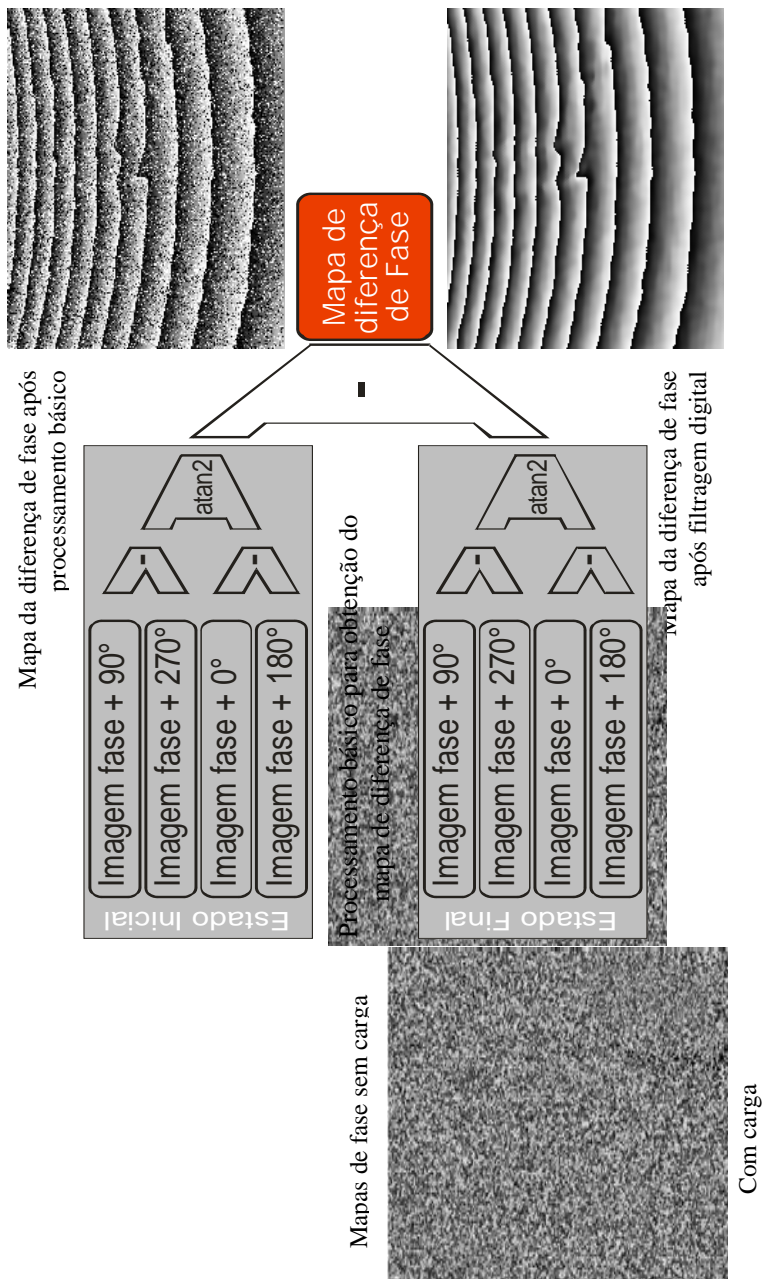 Mapas de fase sem carga
Com carga
Estado Inicial
Imagem fase + 90°
Imagem fase + 270°
Imagem fase + 0°
Imagem fase + 180°
-
-
atan2
Processamento básico para obtenção do
mapa de diferença de fase
Estado Final
Imagem fase + 90°
Imagem fase + 270°
Imagem fase + 0°
Imagem fase + 180°
-
-
atan2
-
Mapa de
diferença
de Fase
Mapa da diferença de fase após
processamento básico
Mapa da diferença de fase
após filtragem digital